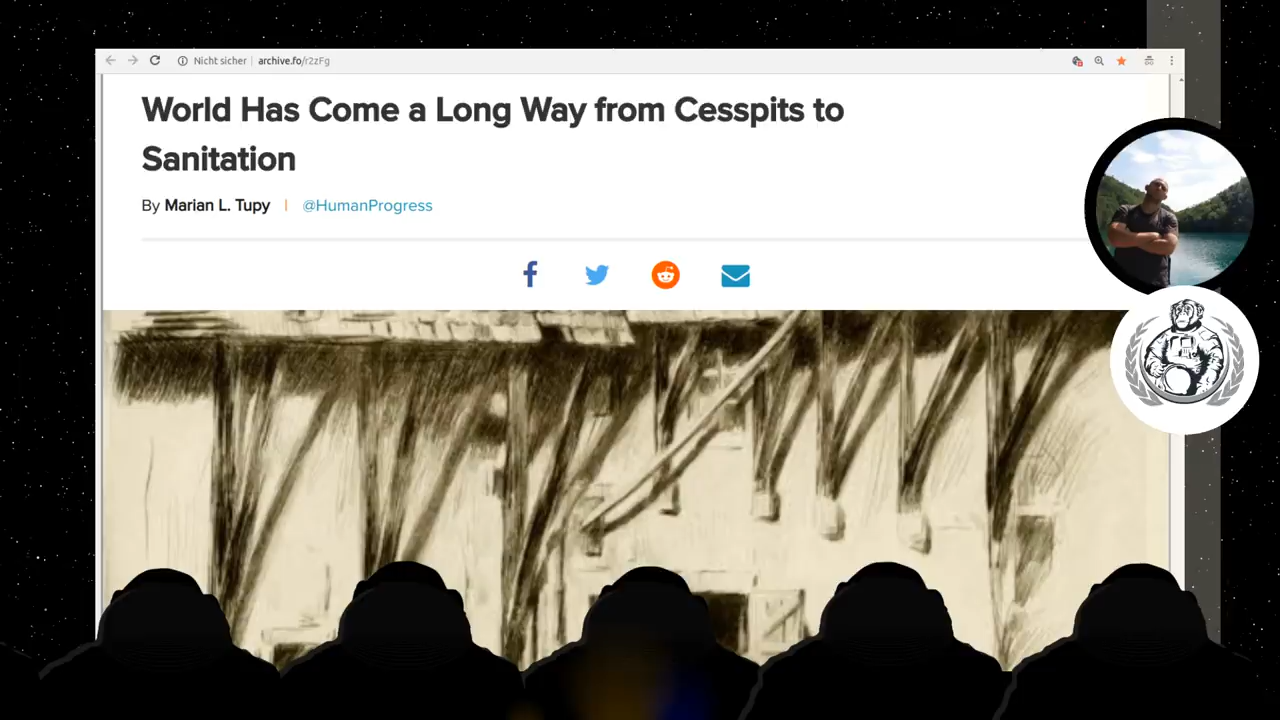 Nicht sicher | archive.fo/r2zFg
World Has Come a Long Way from Cesspits to
Sanitation
By Marian L. Tupy | @HumanProgress